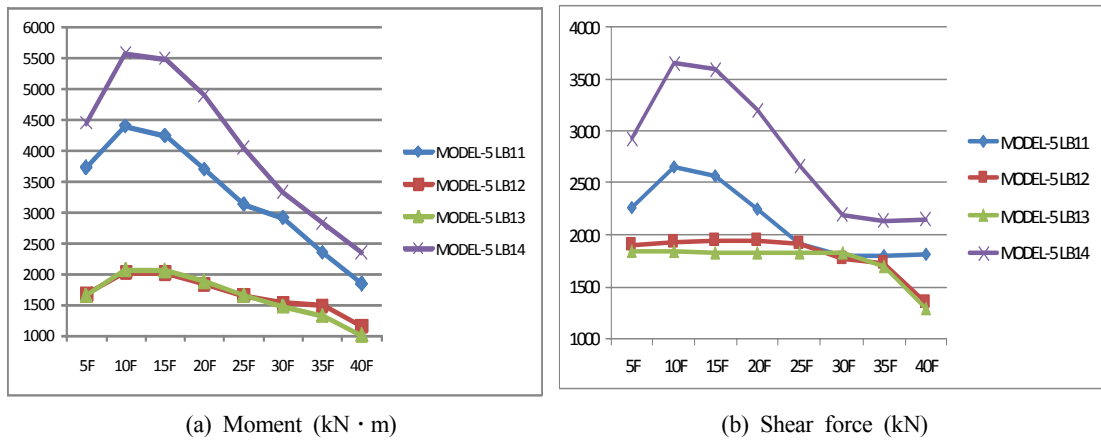 6000
5500
5000
4500
4000
3500
3000
2500
2000
1500
1000
5F 10F 15F 20F 25F 30F 35F 40F
MODEL-5 LB11
MODEL-5 LB12
MODEL-5 LB13
MODEL-5 LB14
(a) Moment (kN · m)
4000
3500
3000
2500
2000
1500
1000
5F 10F 15F 20F 25F 30F 35F 40F
MODEL-5 LB11
MODEL-5 LB12
MODEL-5 LB13
MODEL-5 LB14
(b) Shear force (kN)